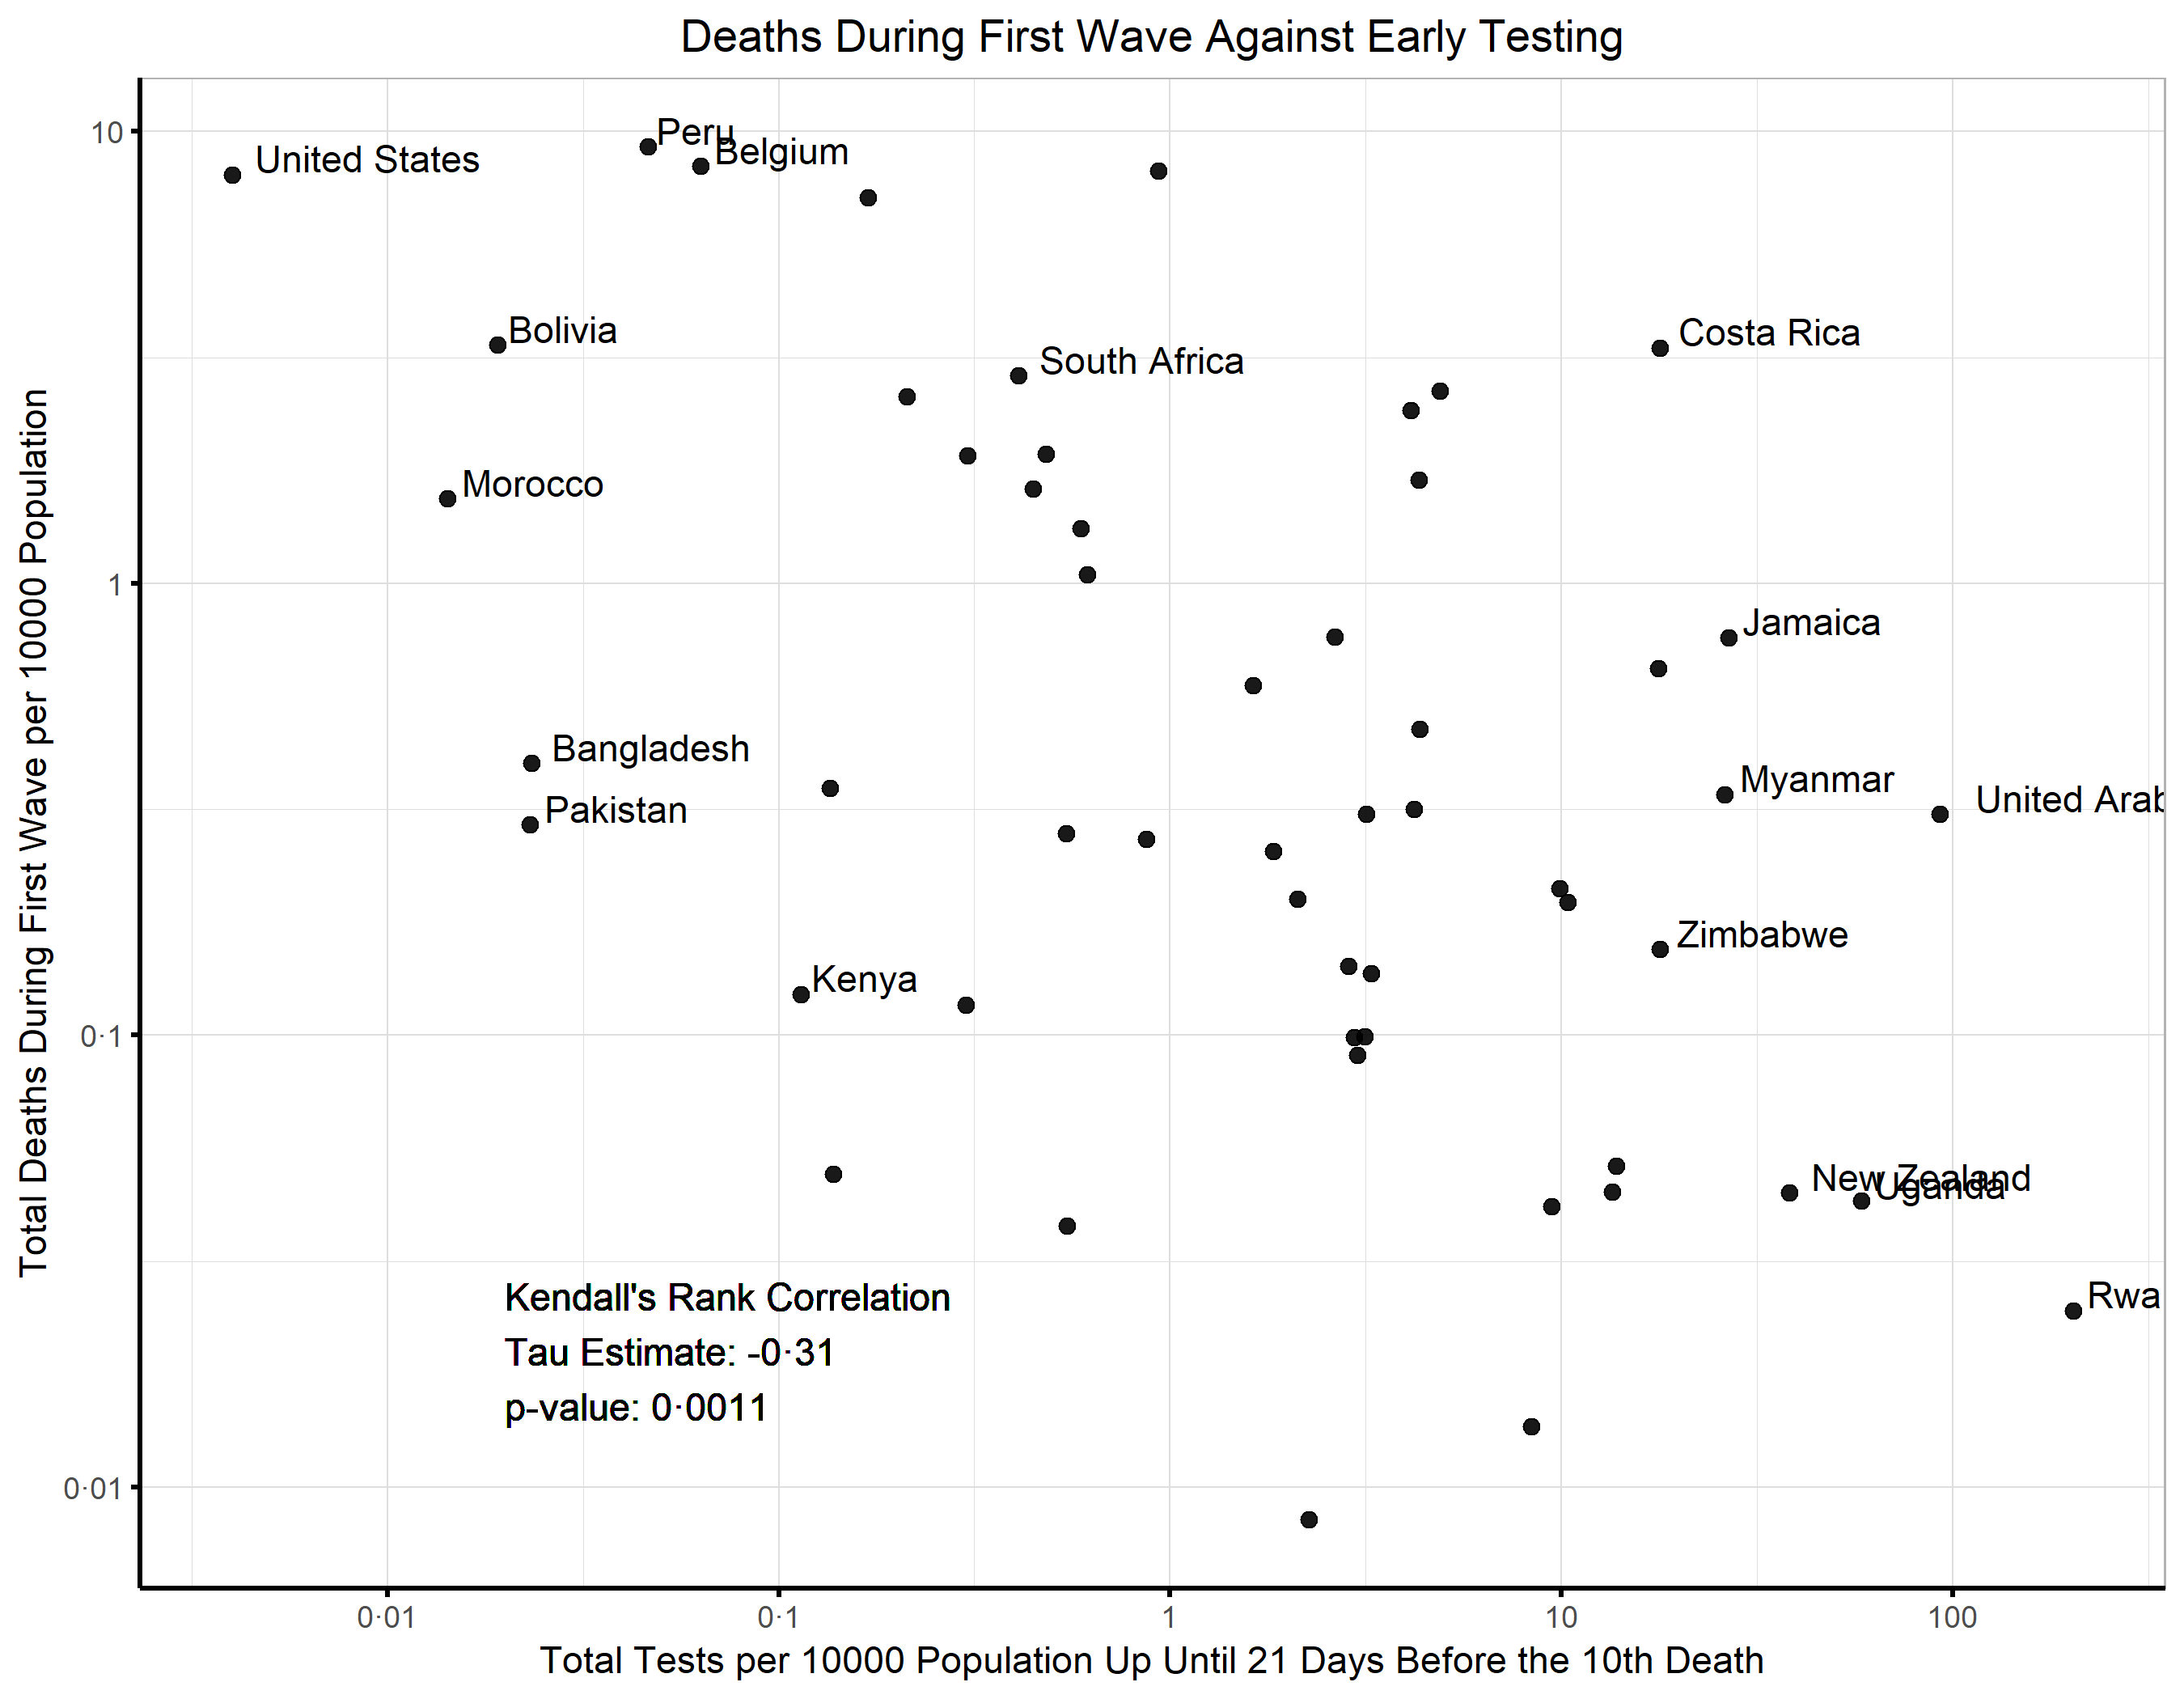 Deaths During First Wave Against Early Testing
Total Deaths During First Wave per 10000 Population
10
1
0·1
0·01
Peru
Belgium
United States
Bolivia
Costa Rica
South Africa
Morocco
Jamaica
Bangladesh
Myanmar
United Arab
Pakistan
Zimbabwe
Kenya
New Zealand
Uganda
Rwa
Kendall's Rank Correlation
Tau Estimate: -0·31
p-value: 0·0011
0·01
0·1
1
10
100
Total Tests per 10000 Population Up Until 21 Days Before the 10th Death